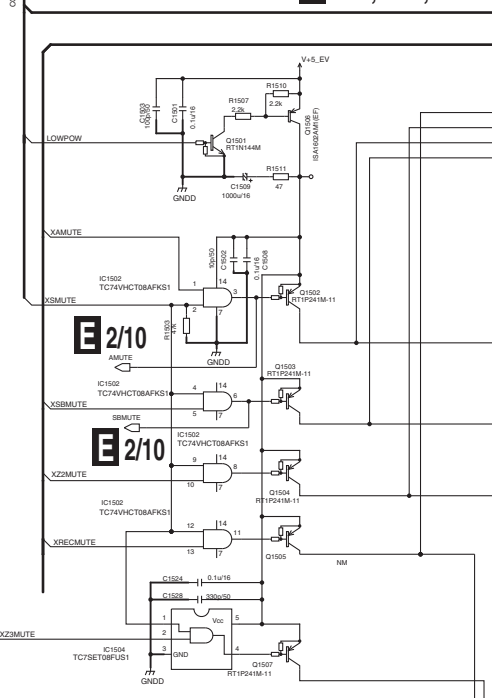 V+5_EV
R1510
2.2k
R1507
2.2k
C1503
100p/50
C1501
0.1u/16
Q1506
ISA1602AM1(EF)
LOWPOW
Q1501
RT1N144M
R1511
47
C1509
1000u/16
GNDD
XAMUTE
10p/50
C1502
C1508
0.1u/16
IC1502
TC74VHCT08AFKS1
1
14
3
2
7
Q1502
RT1P241M-11
XSMUTE
R1503
47k
E 2/10
GNDD
AMUTE
Q1503
RT1P241M-11
IC1502
TC74VHCT08AFKS1
4
14
6
5
7
XSBMUTE
SBMUTE
E 2/10
IC1502
TC74VHCT08AFKS1
9
14
8
10
7
XZ2MUTE
Q1504
RT1P241M-11
IC1502
TC74VHCT08AFKS1
12
14
11
13
7
XRECMUTE
Q1505
NM
C1524
0.1u/16
C1528
330p/50
1
Vcc
5
XZ3MUTE
2
IC1504
TC7SET08FUS1
3
GND
4
Q1507
RT1P241M-11
GNDD